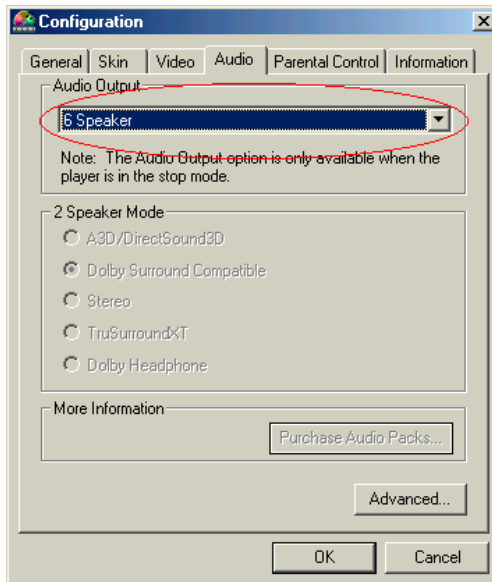 Configuration
General Skin Video Audio Parental Control Information
Audio Output
6 Speaker
Note: The Audio Output option is only available when the
player is in the stop mode.
2 Speaker Mode
A3D/DirectSound3D
Dolby Surround Compatible
Stereo
TruSurroundXT
Dolby Headphone
More Information
Purchase Audio Packs...
Advanced...
OK Cancel